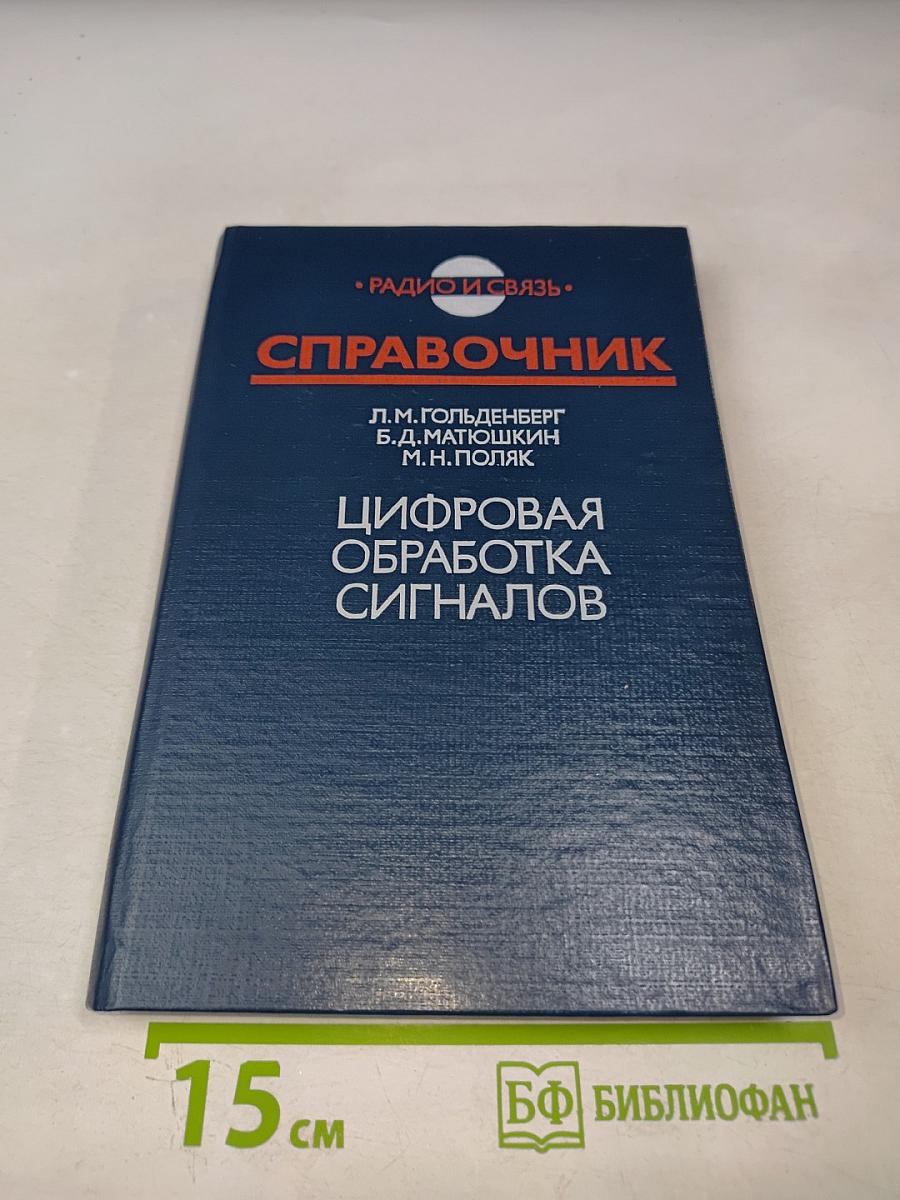 • РАДИО И СВЯЗЬ •
СПРАВОЧНИК
Л.М.ГОЛЬДЕНБЕРГ
Б.Д.МАТЮШКИН
М.Н.ПОЛЯК
ЦИФРОВАЯ
ОБРАБОТКА
СИГНАЛОВ
15 см
БФ БИБЛИОФАН